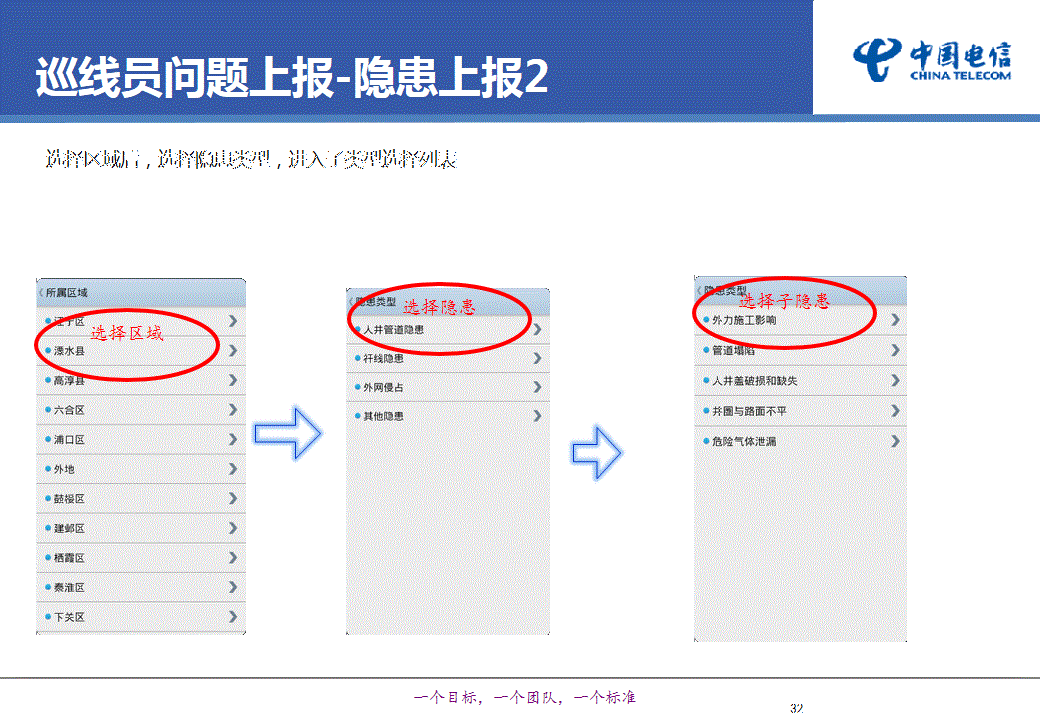 巡线员问题上报-隐患上报2
中国电信
CHINA TELECOM
选择区域后，选择隐患类型，进入子类型选择列表
所属区域
江宁区
选择区域
溧水县
高淳县
六合区
浦口区
外地
鼓楼区
建邺区
栖霞区
秦淮区
下关区
隐患类型
选择隐患
人井管道隐患
杆线隐患
外网侵占
其他隐患
隐患类型
选择子隐患
外力施工影响
管道塌陷
人井盖破损和缺失
井圈与路面不平
危险气体泄漏
一个目标，一个团队，一个标准
32